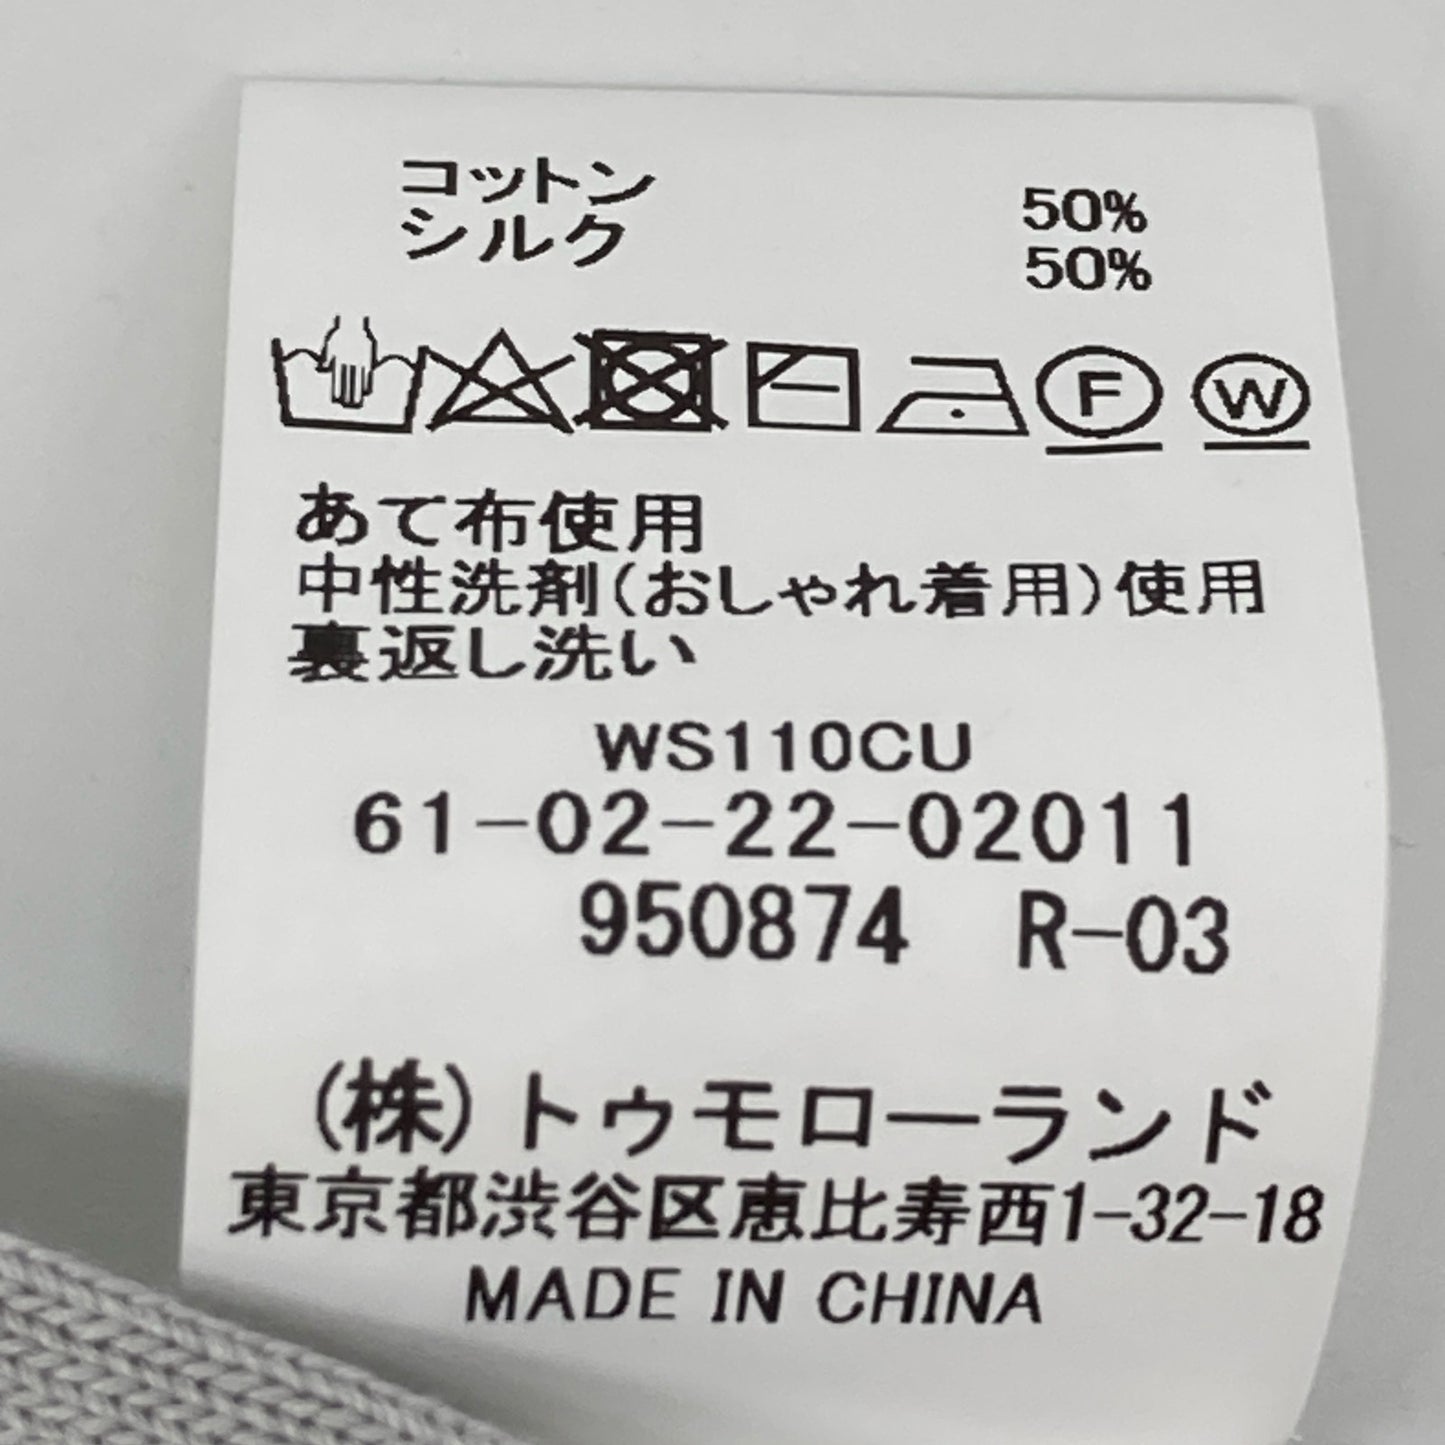 コットン 50%
シルク 50%
F W
あて布使用
中性洗剤(おしゃれ着用)使用
裏返し洗い
WS110CU
61-02-22-02011
950874 R-03
(株)トゥモローランド
東京都渋谷区恵比寿西1-32-18
MADE IN CHINA